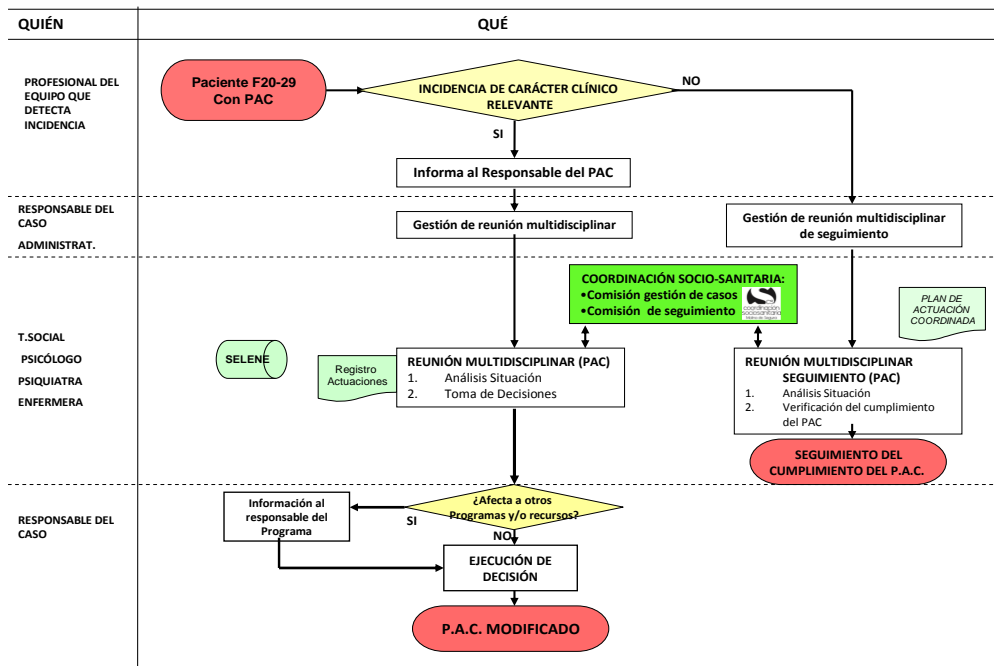 QUIÉN
QUÉ
PROFESIONAL DEL
EQUIPO QUE
DETECTA
INCIDENCIA
Paciente F20-29
Con PAC
INCIDENCIA DE CARÁCTER CLÍNICO
RELEVANTE
NO
SI
Informa al Responsable del PAC
RESPONSABLE DEL
CASO
ADMINISTRAT.
Gestión de reunión multidisciplinar
Gestión de reunión multidisciplinar
de seguimiento
T.SOCIAL
PSICÓLOGO
PSIQUIATRA
ENFERMERA
SELENE
Registro
Actuaciones
COORDINACIÓN SOCIO-SANITARIA:
•Comisión gestión de casos
•Comisión de seguimiento
coordinación
sociosanitaria
Molina de Segura
PLAN DE
ACTUACIÓN
COORDINADA
REUNIÓN MULTIDISCIPLINAR (PAC)
1. Análisis Situación
2. Toma de Decisiones
REUNIÓN MULTIDISCIPLINAR
SEGUIMIENTO (PAC)
1. Análisis Situación
2. Verificación del cumplimiento
del PAC
SEGUIMIENTO DEL
CUMPLIMIENTO DEL P.A.C.
RESPONSABLE DEL
CASO
Información al
responsable del
Programa
SI
¿Afecta a otros
Programas y/o recursos?
NO
EJECUCIÓN DE
DECISIÓN
P.A.C. MODIFICADO